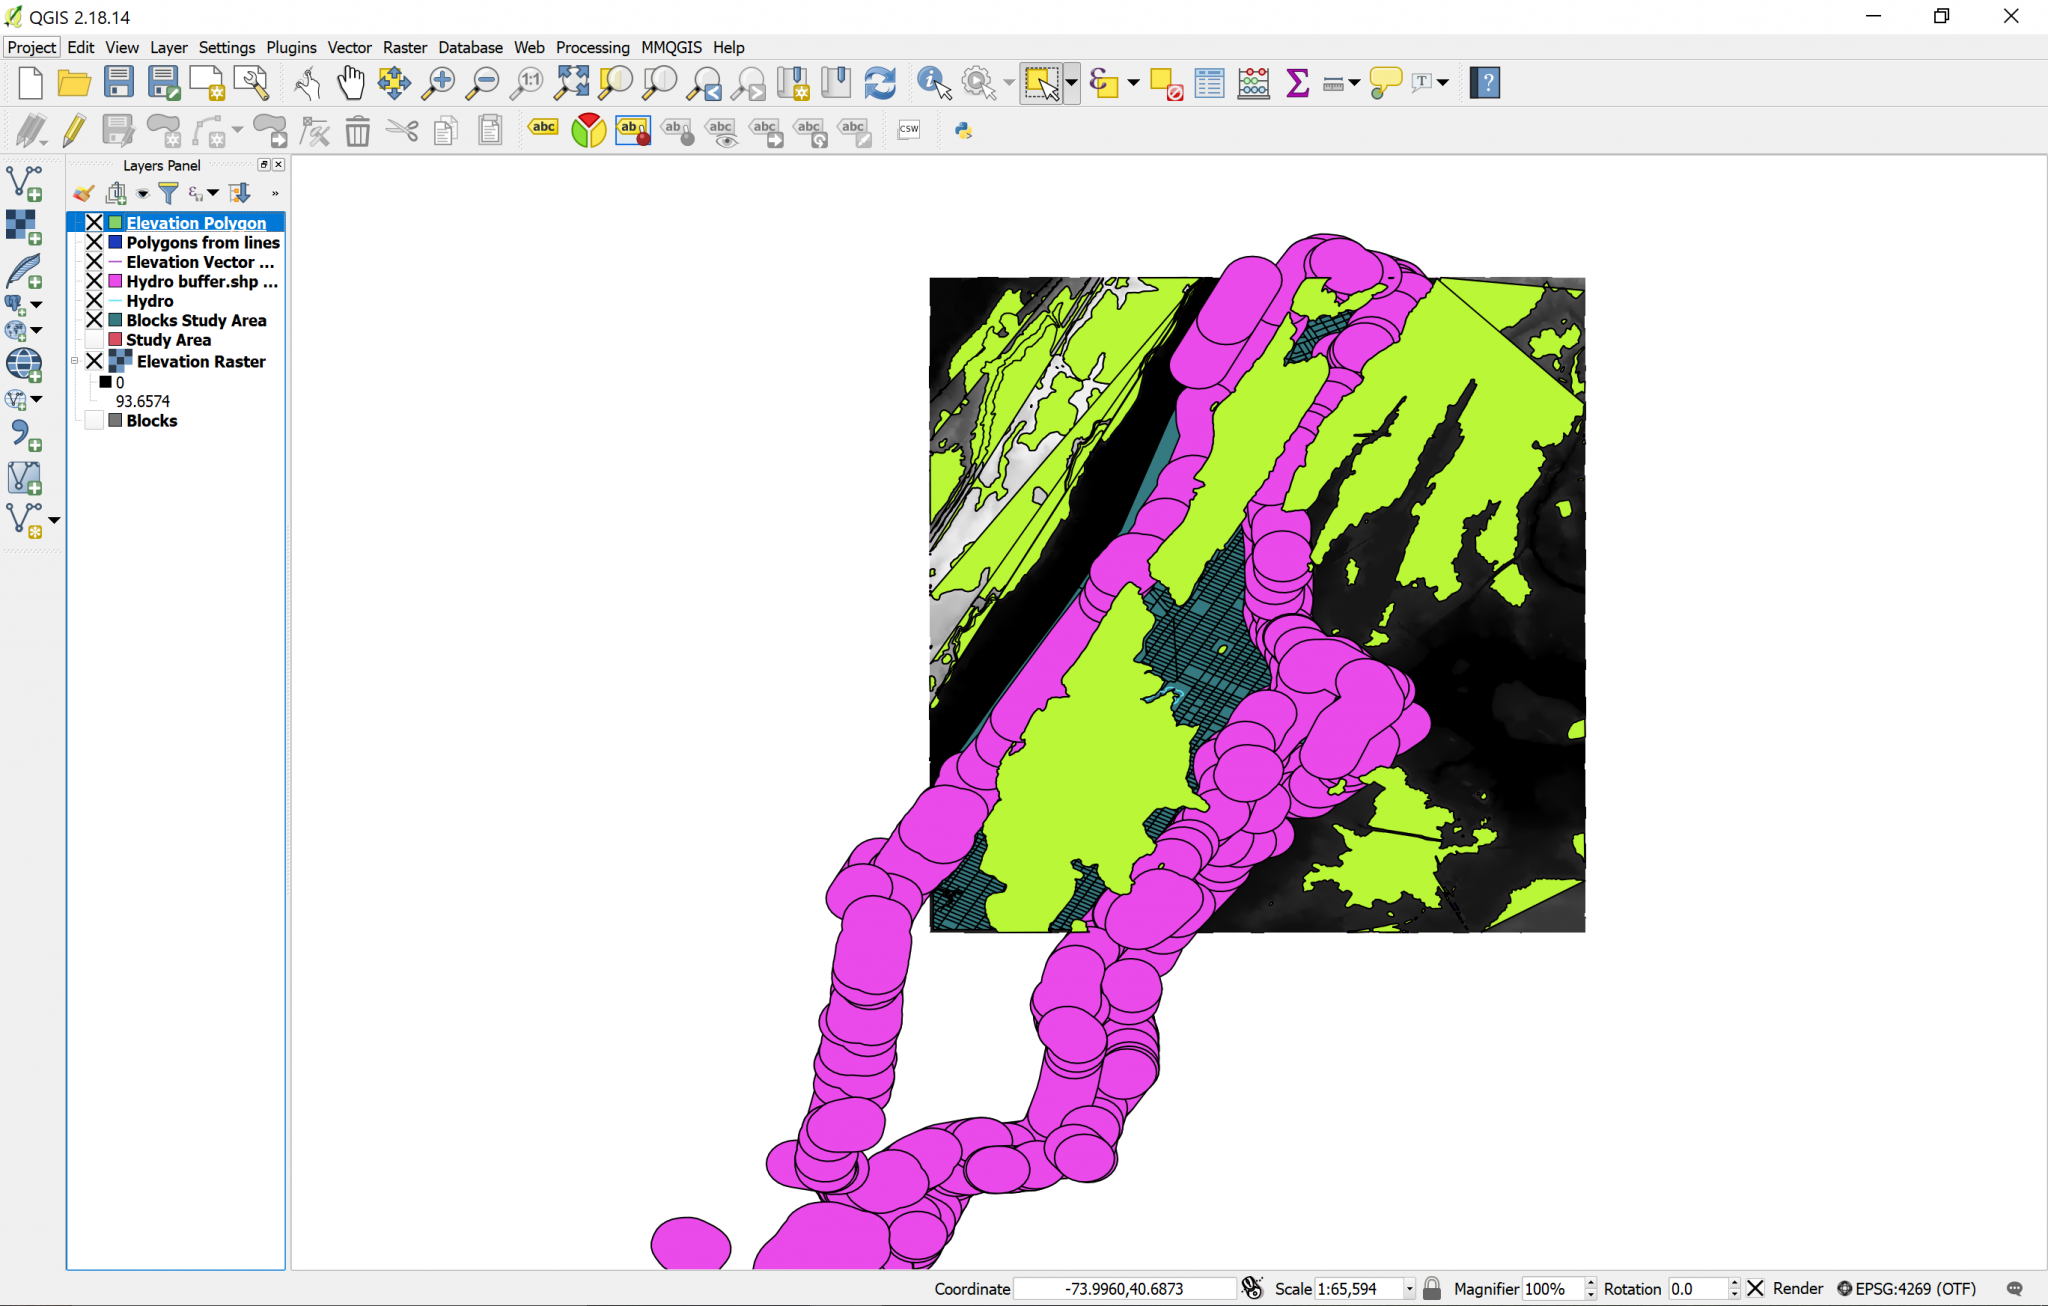 QGIS 2.18.14
Project Edit View Layer Settings Plugins Vector Raster Database Web Processing MMQGIS Help
1:1 ε Σ T ?
abc ab ab abc abc abc abc CSW
Layers Panel
ε »
Elevation Polygon
Polygons from lines
Elevation Vector ...
Hydro buffer.shp ...
Hydro
Blocks Study Area
Study Area
Elevation Raster
0
93.6574
Blocks
Coordinate -73.9960,40.6873 Scale 1:65,594 Magnifier 100% Rotation 0.0 Render EPSG:4269 (OTF)